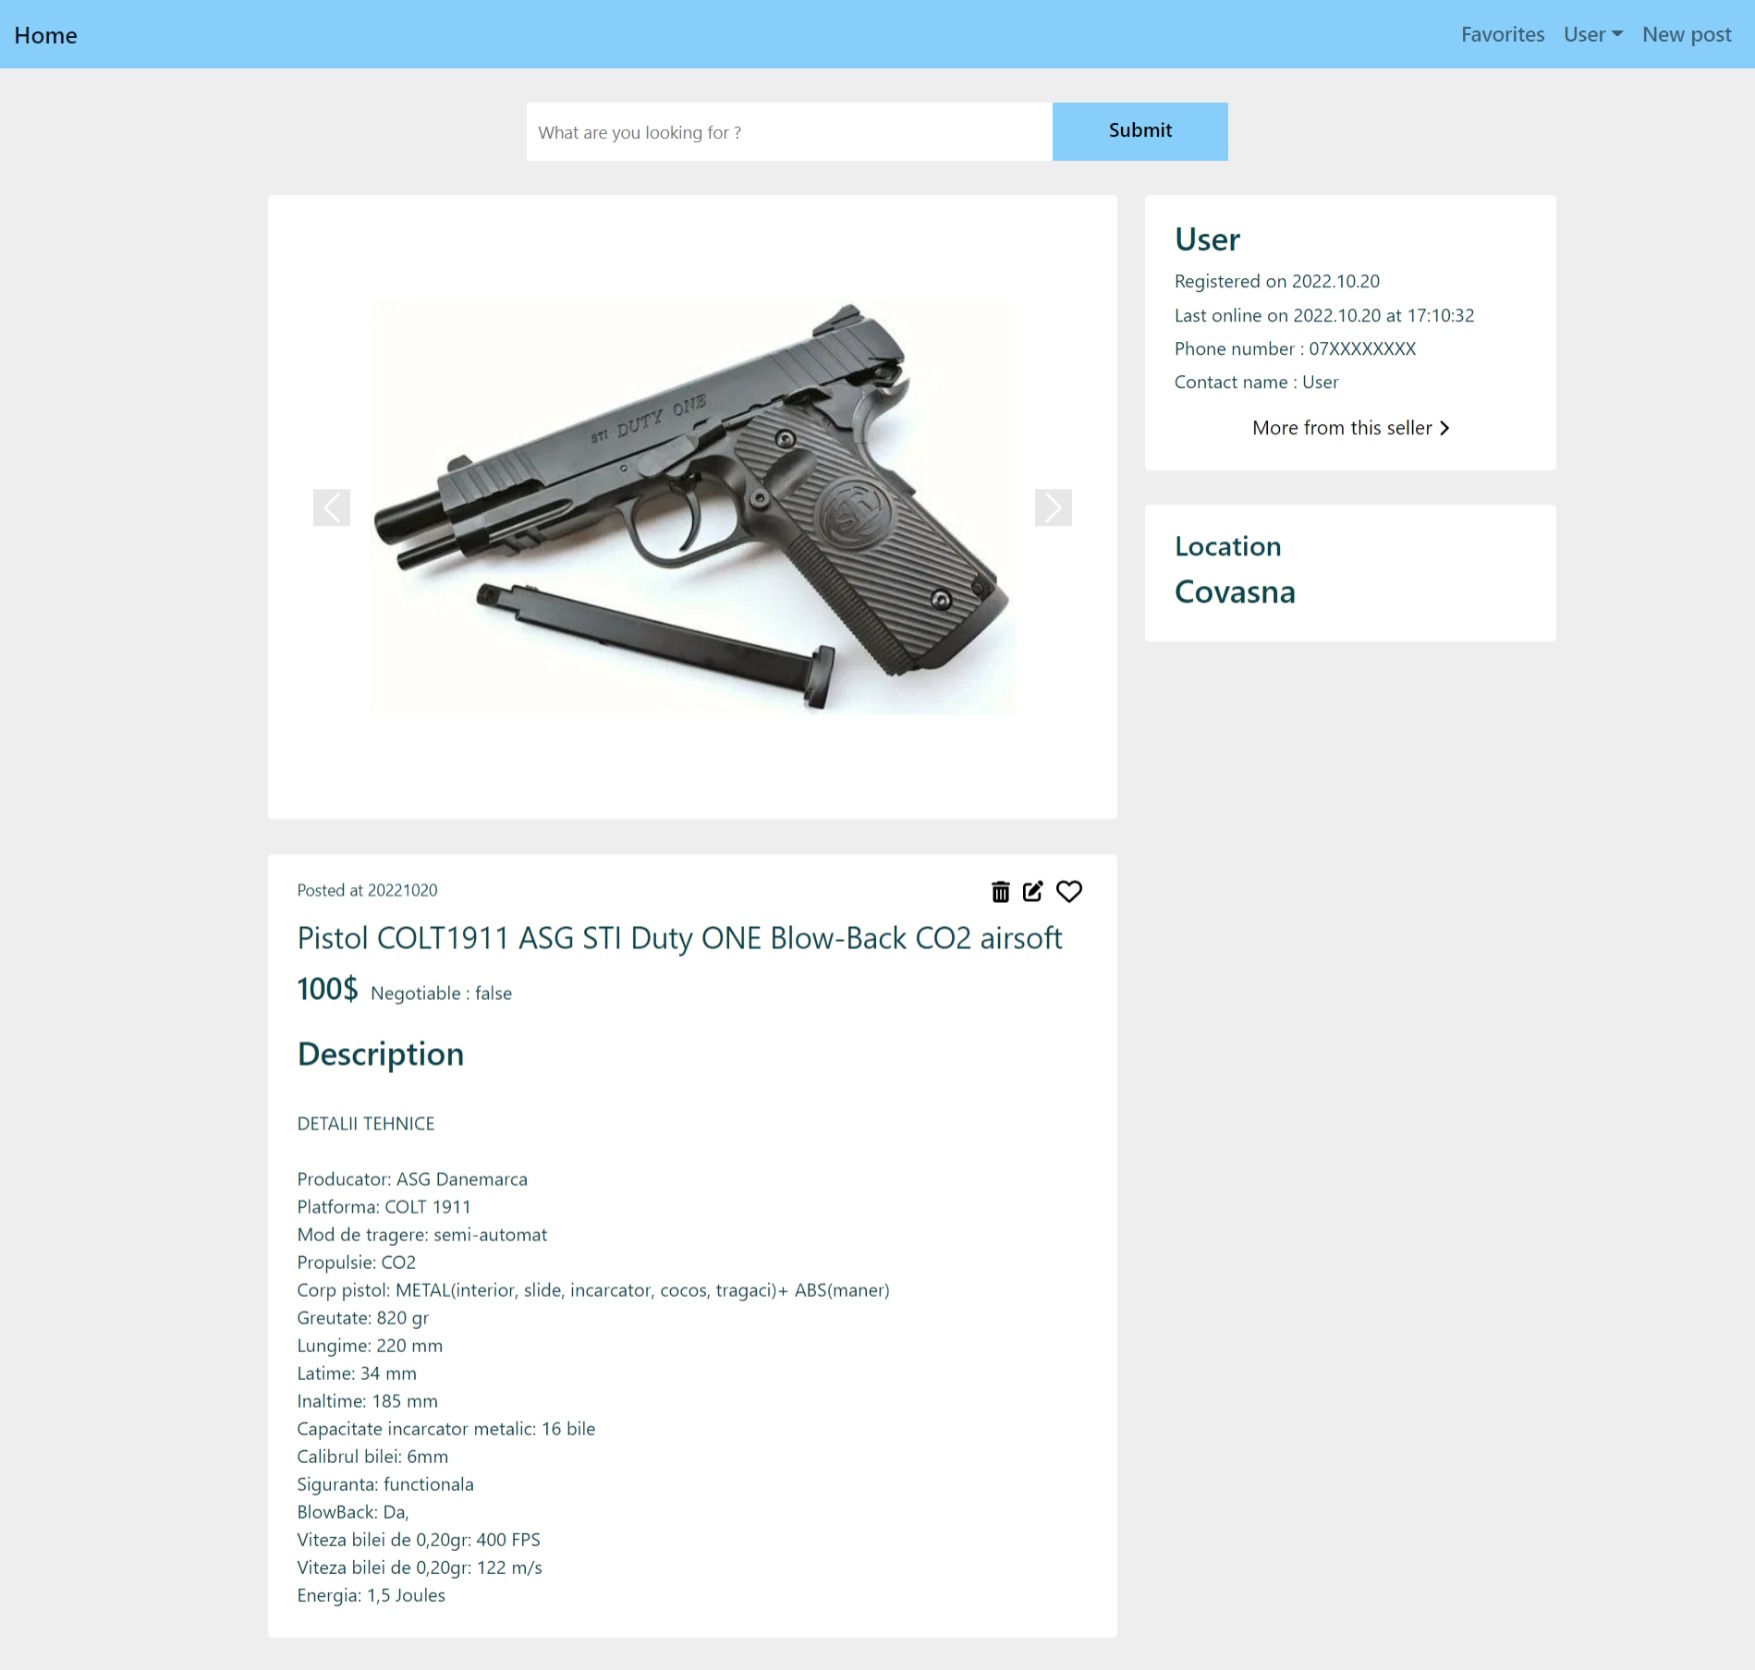 Home
Favorites
User
New post
What are you looking for ?
Submit
STI DUTY ONE
STI
User
Registered on 2022.10.20
Last online on 2022.10.20 at 17:10:32
Phone number : 07XXXXXXXX
Contact name : User
More from this seller
Location
Covasna
Posted at 20221020
Pistol COLT1911 ASG STI Duty ONE Blow-Back CO2 airsoft
100$ Negotiable : false
Description
DETALII TEHNICE
Producator: ASG Danemarca
Platforma: COLT 1911
Mod de tragere: semi-automat
Propulsie: CO2
Corp pistol: METAL(interior, slide, incarcator, cocos, tragaci)+ ABS(maner)
Greutate: 820 gr
Lungime: 220 mm
Latime: 34 mm
Inaltime: 185 mm
Capacitate incarcator metalic: 16 bile
Calibrul bilei: 6mm
Siguranta: functionala
BlowBack: Da,
Viteza bilei de 0,20gr: 400 FPS
Viteza bilei de 0,20gr: 122 m/s
Energia: 1,5 Joules